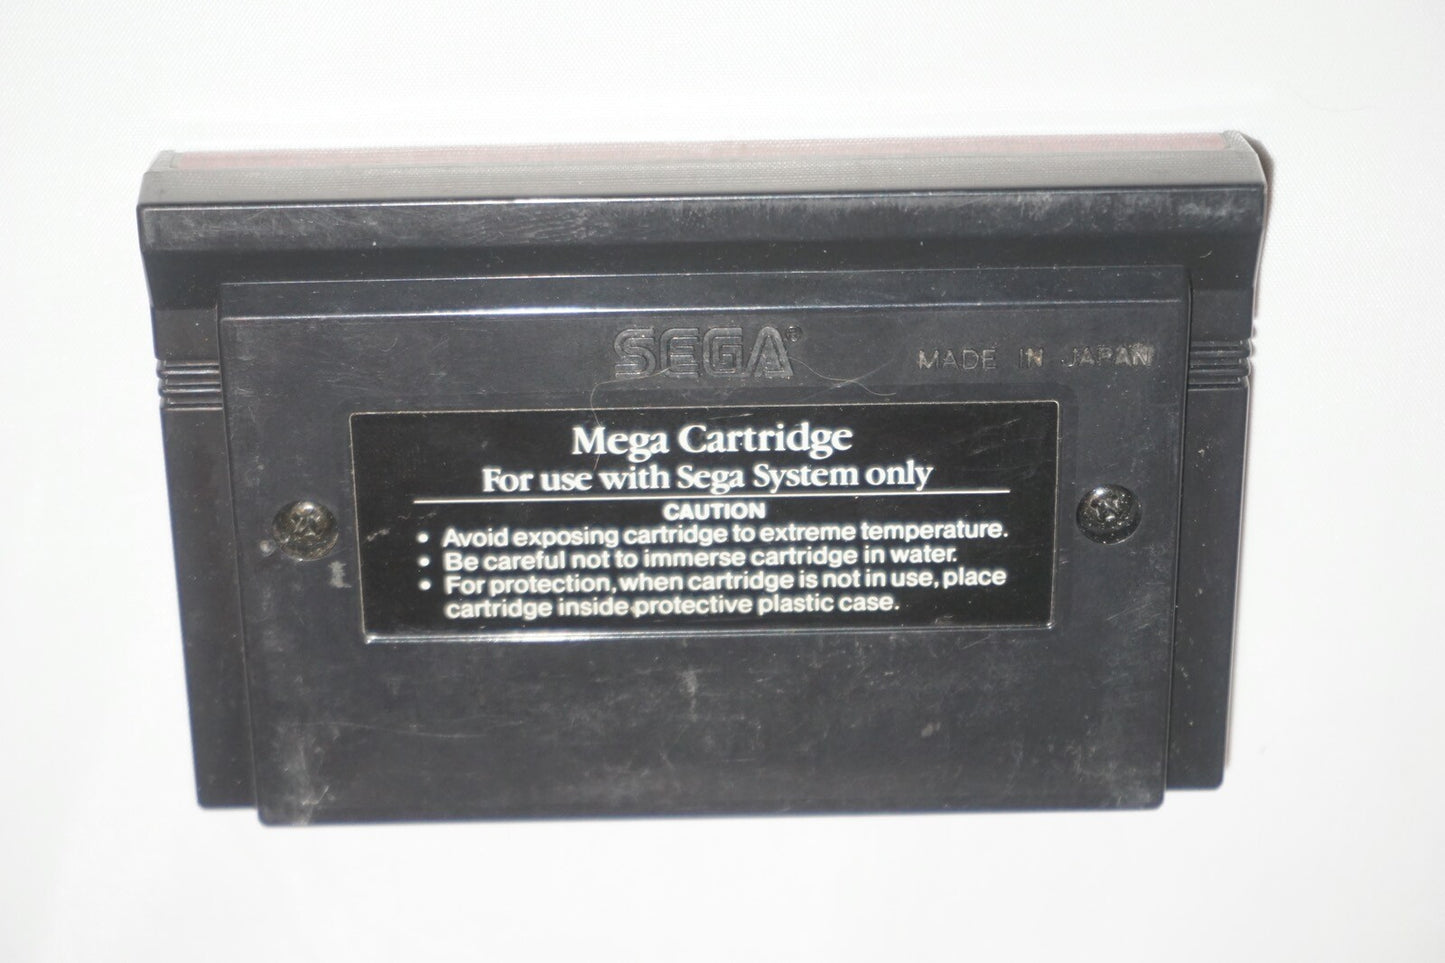 SEGA®
MADE IN JAPAN
Mega Cartridge
For use with Sega System only
CAUTION
• Avoid exposing cartridge to extreme temperature.
• Be careful not to immerse cartridge in water.
• For protection, when cartridge is not in use, place
cartridge inside protective plastic case.